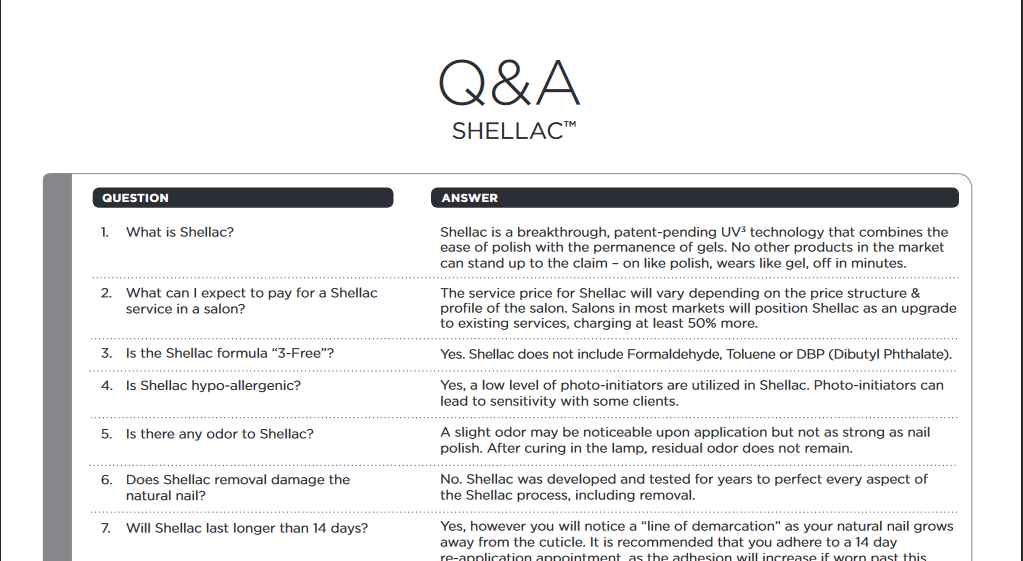 Q&A
SHELLAC™
QUESTION ANSWER
1. What is Shellac? Shellac is a breakthrough, patent-pending UV³ technology that combines the
ease of polish with the permanence of gels. No other products in the market
can stand up to the claim – on like polish, wears like gel, off in minutes.
2. What can I expect to pay for a Shellac
service in a salon?
The service price for Shellac will vary depending on the price structure &
profile of the salon. Salons in most markets will position Shellac as an upgrade
to existing services, charging at least 50% more.
3. Is the Shellac formula “3-Free”? Yes. Shellac does not include Formaldehyde, Toluene or DBP (Dibutyl Phthalate).
4. Is Shellac hypo-allergenic? Yes, a low level of photo-initiators are utilized in Shellac. Photo-initiators can
lead to sensitivity with some clients.
5. Is there any odor to Shellac? A slight odor may be noticeable upon application but not as strong as nail
polish. After curing in the lamp, residual odor does not remain.
6. Does Shellac removal damage the
natural nail?
No. Shellac was developed and tested for years to perfect every aspect of
the Shellac process, including removal.
7. Will Shellac last longer than 14 days? Yes, however you will notice a “line of demarcation” as your natural nail grows
away from the cuticle. It is recommended that you adhere to a 14 day
re-application appointment, as the adhesion will increase if worn past this